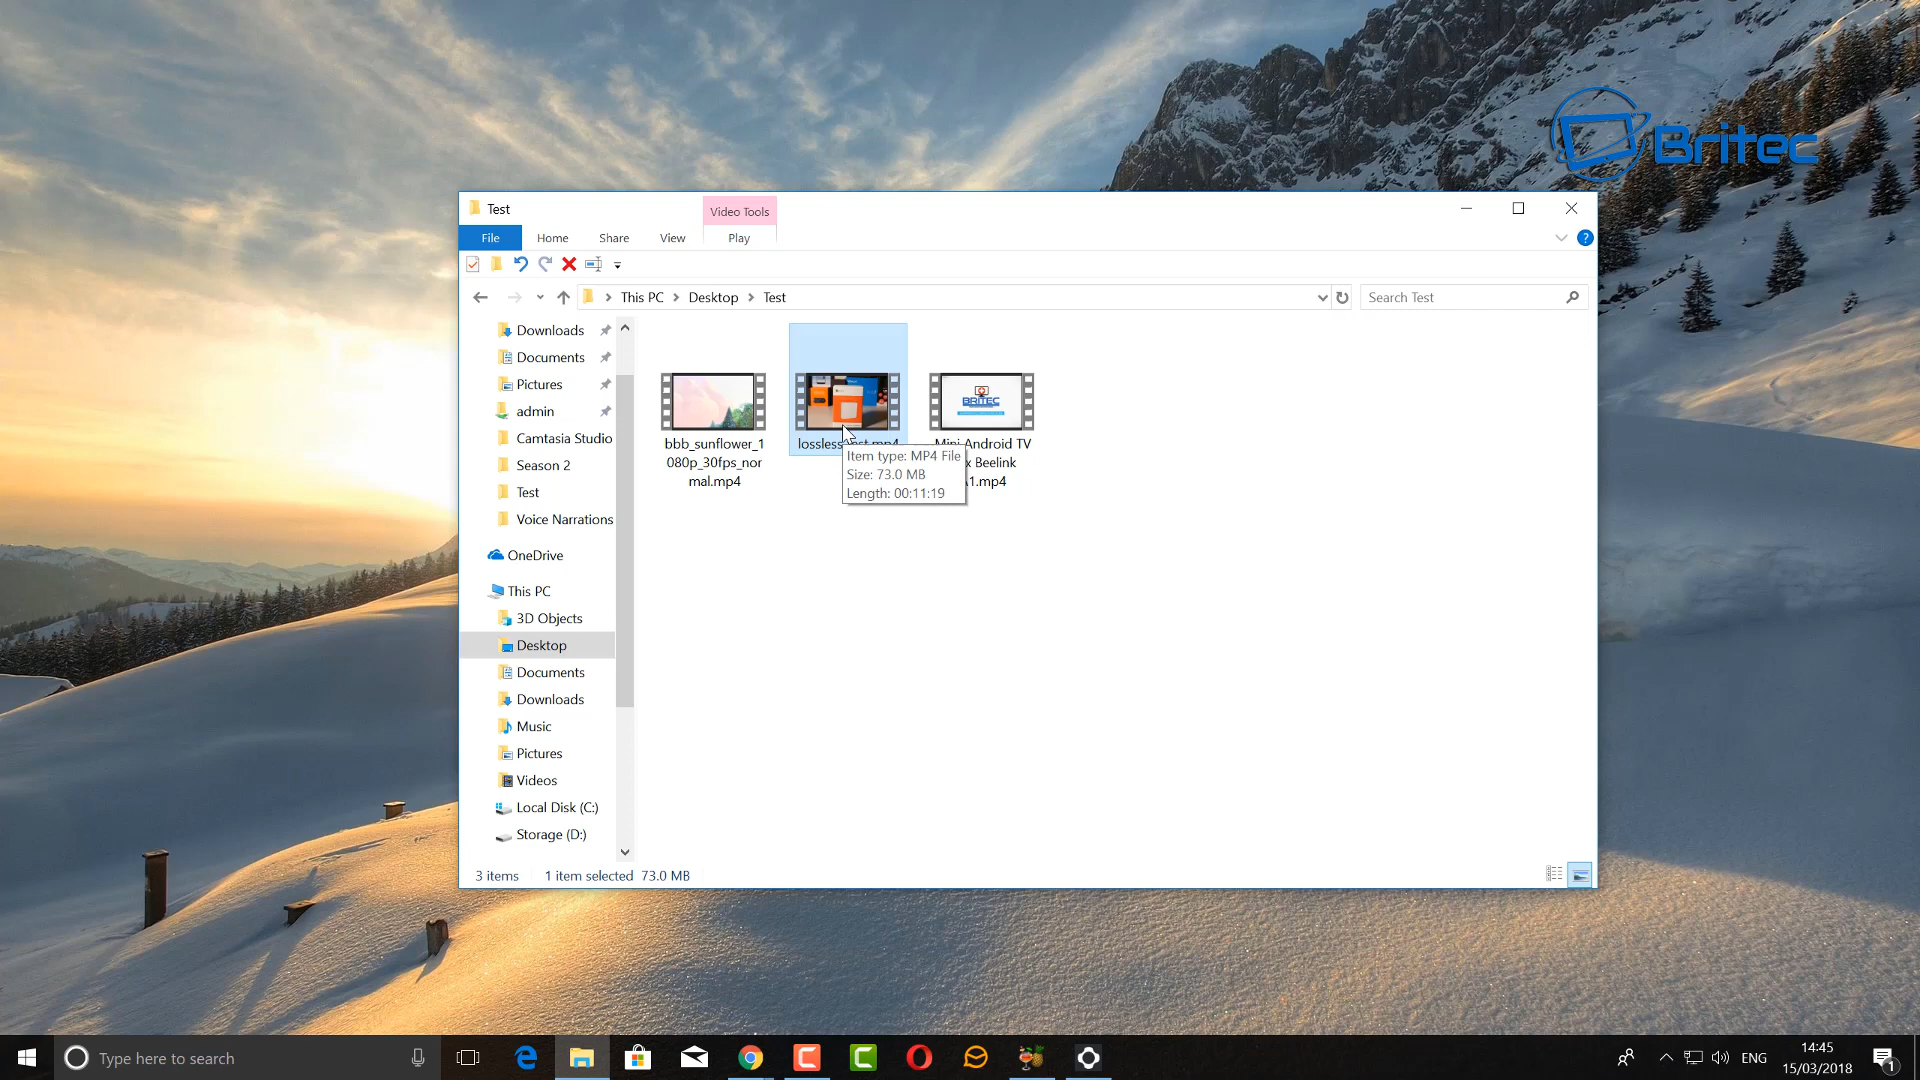 Britec
Test
Video Tools
File
Home
Share
View
Play
This PC
Desktop
Test
Search Test
Downloads
Documents
Pictures
admin
Camtasia Studio
Season 2
Test
Voice Narrations
OneDrive
This PC
3D Objects
Desktop
Documents
Downloads
Music
Pictures
Videos
Local Disk (C:)
Storage (D:)
bbb_sunflower_1
080p_30fps_nor
mal.mp4
BRITEC
Android TV
Beelink
1.mp4
Item type: MP4 File
Size: 73.0 MB
Length: 00:11:19
3 items
1 item selected 73.0 MB
Type here to search
ENG
14:45
15/03/2018
1